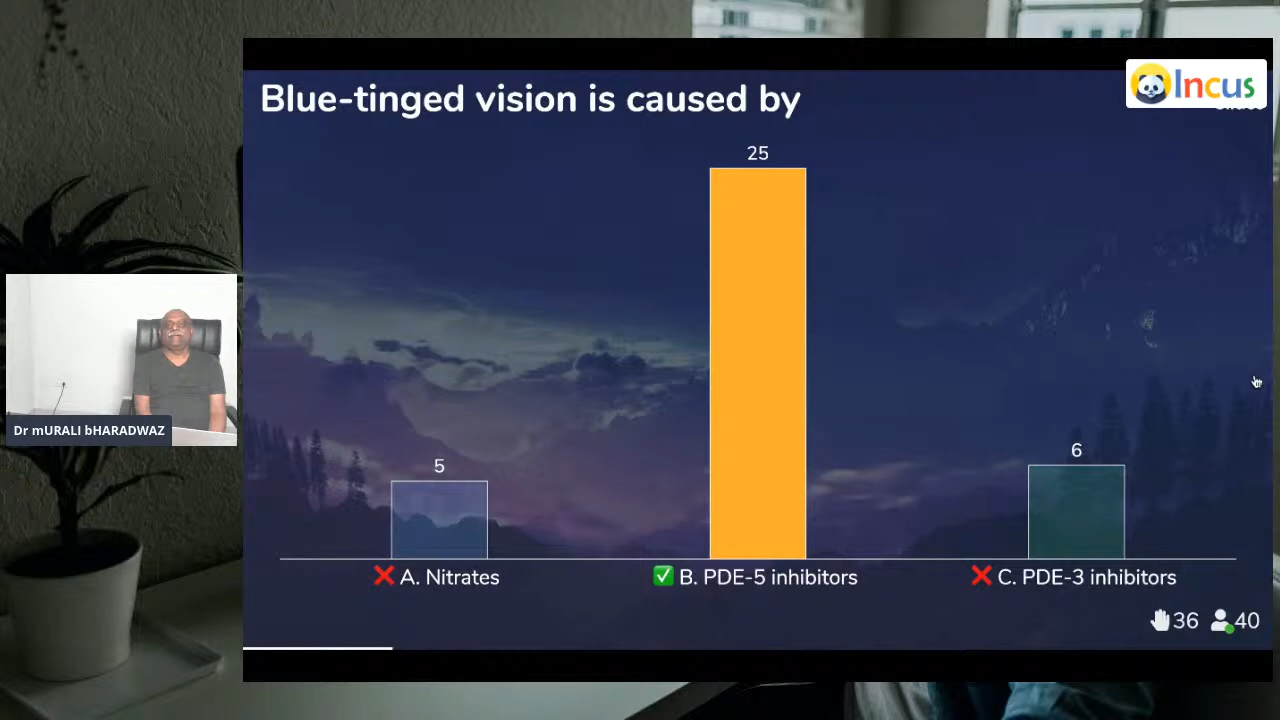 Blue-tinged vision is caused by
Incus
25
5
6
❌ A. Nitrates
✅ B. PDE-5 inhibitors
❌ C. PDE-3 inhibitors
36 40
Dr mURALI bHARADWAZ